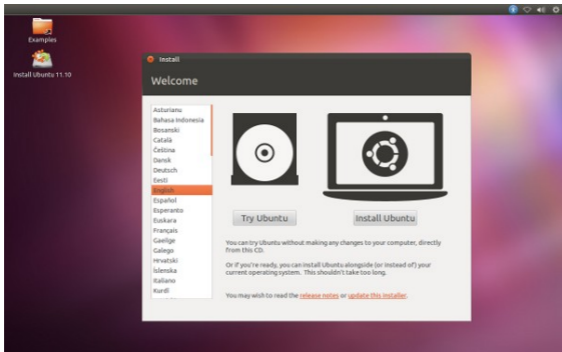 Examples
Install Ubuntu 11.10
Install
Welcome
Asturianu
Bahasa Indonesia
Bosanski
Català
Čeština
Dansk
Deutsch
Eesti
English
Español
Esperanto
Euskara
Français
Gaeilge
Galego
Hrvatski
Íslenska
Italiano
Kurdî
Try Ubuntu
Install Ubuntu
You can try Ubuntu without making any changes to your computer, directly
from this CD.
Or if you're ready, you can install Ubuntu alongside (or instead of) your
current operating system. This shouldn't take too long.
You may wish to read the release notes or update this installer.